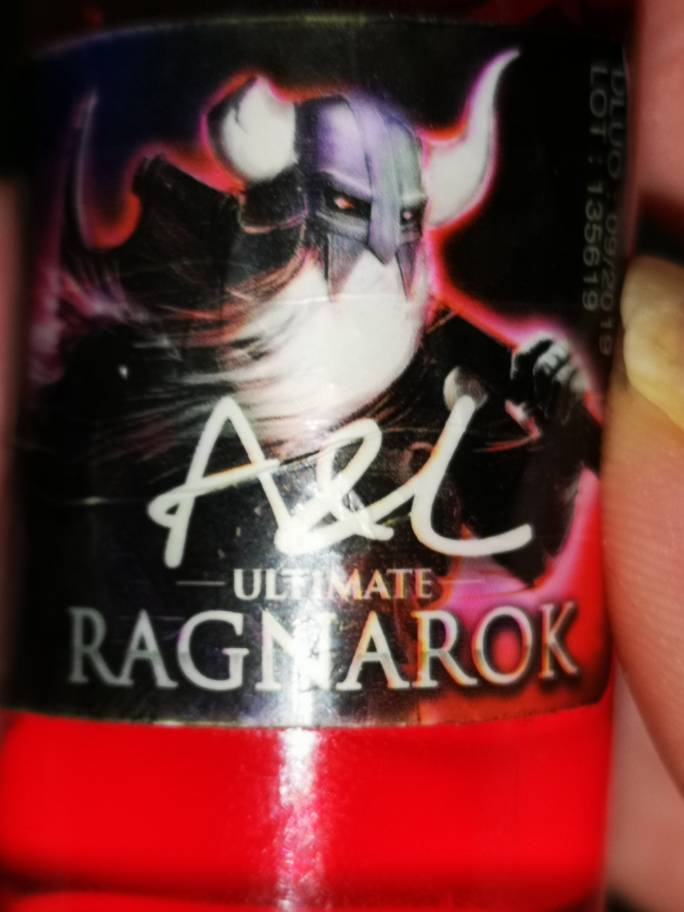 A&L
ULTIMATE
RAGNAROK
DLUO : 09/2019
LOT : 135619